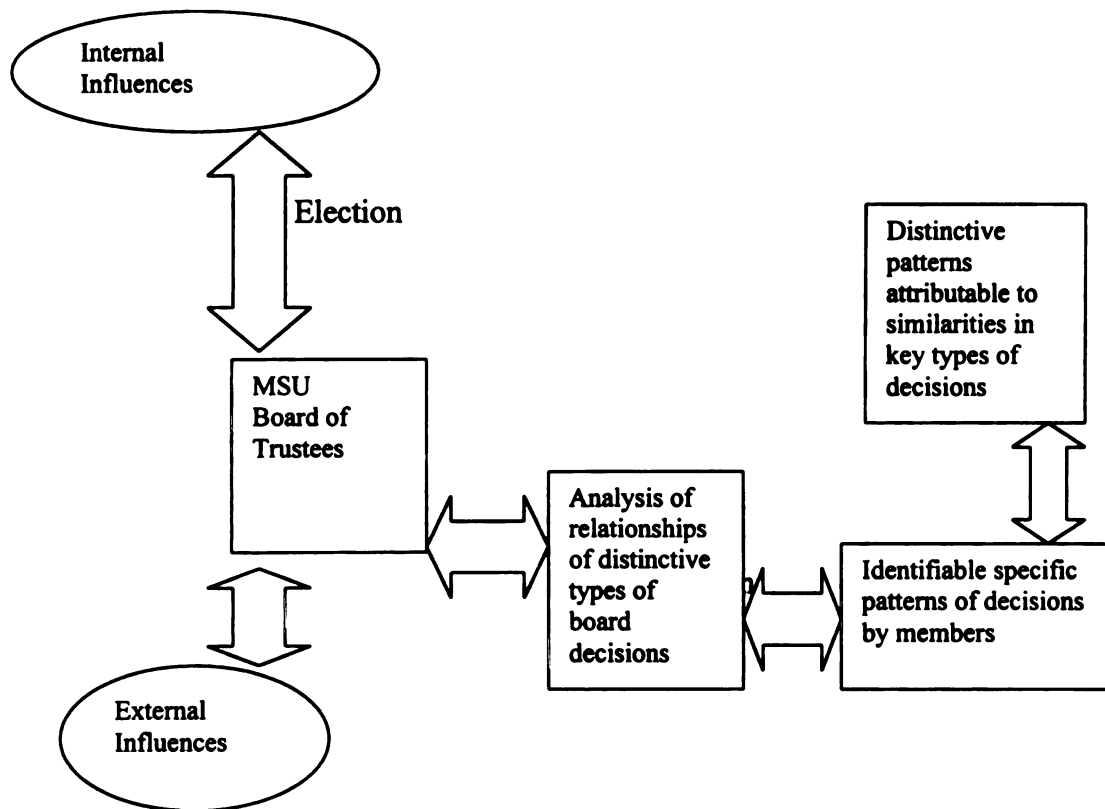 Internal
Influences
Election
MSU
Board of
Trustees
External
Influences
Analysis of
relationships
of distinctive
types of
board
decisions
Identifiable specific
patterns of decisions
by members
Distinctive
patterns
attributable to
similarities in
key types of
decisions